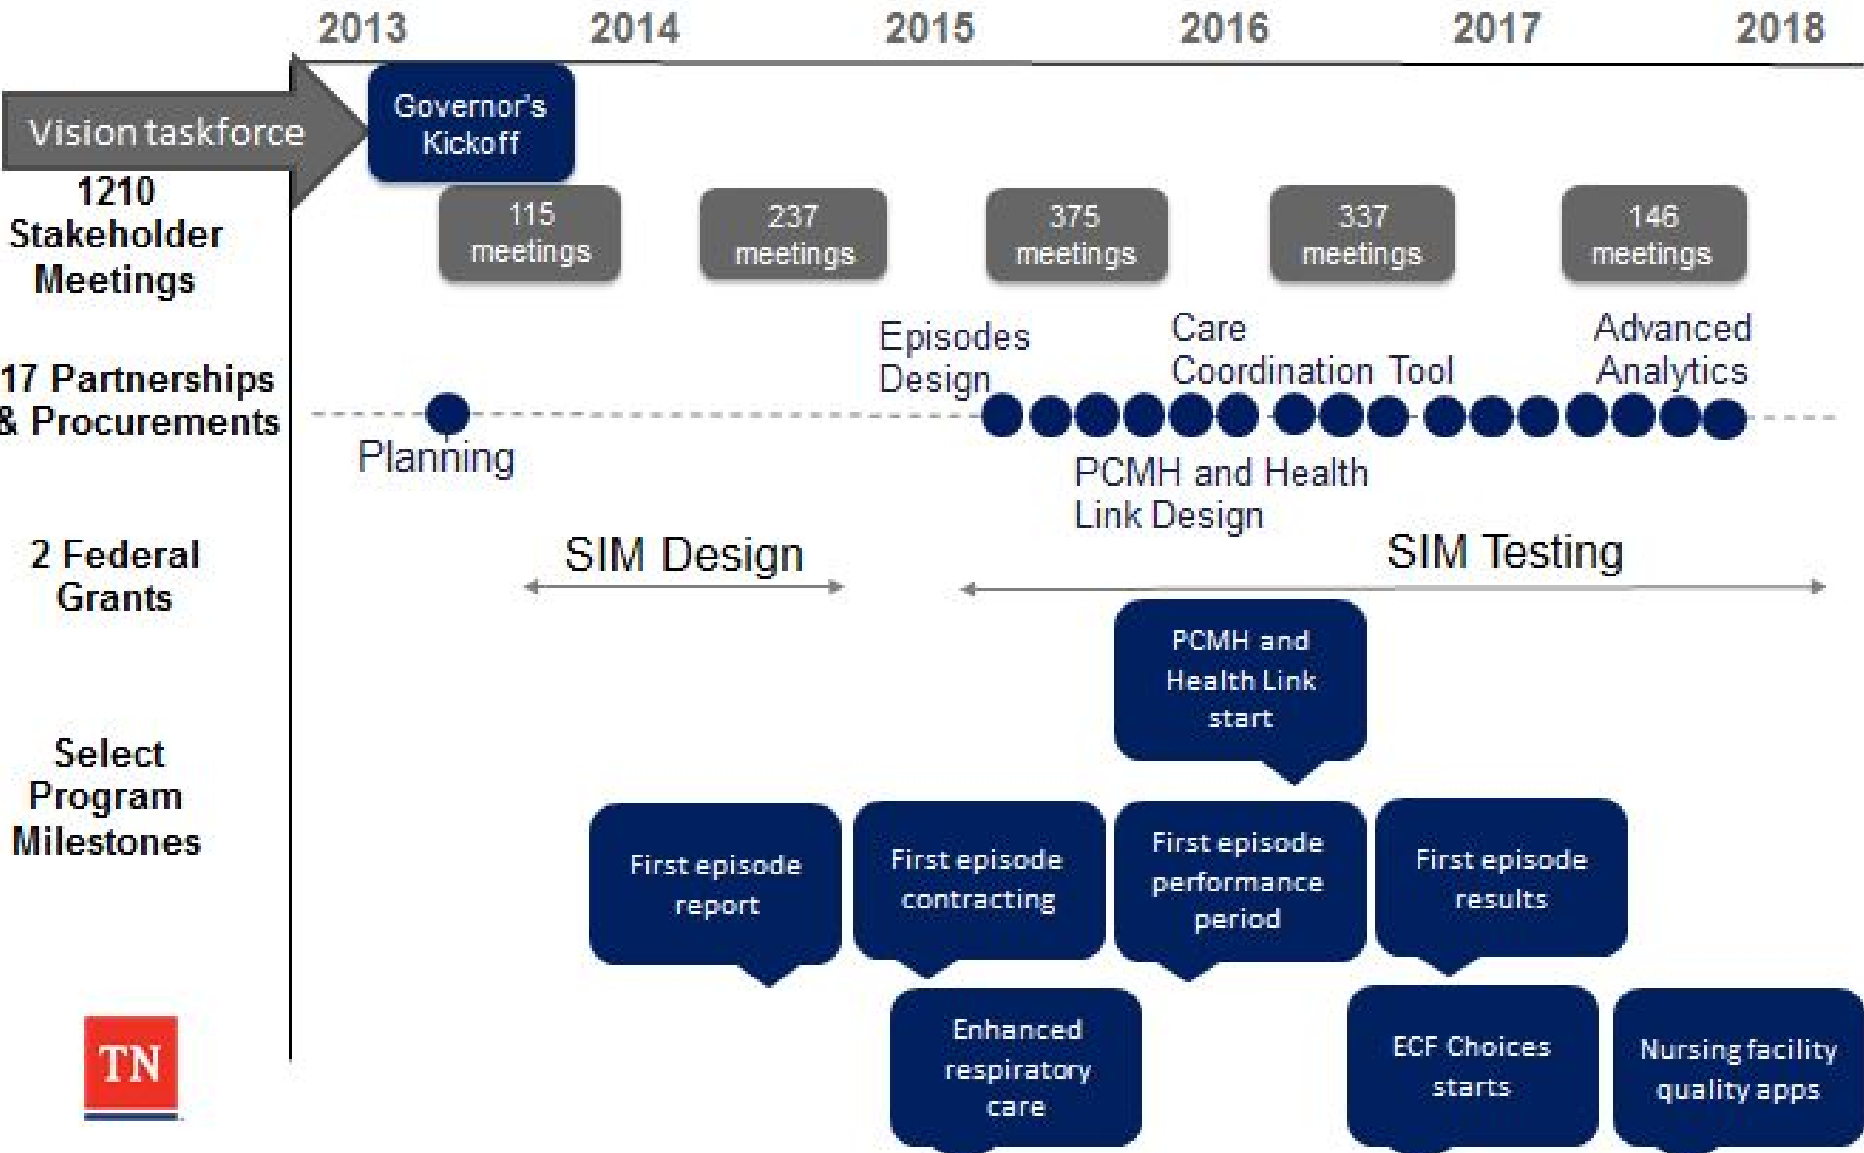 2013 2014 2015 2016 2017 2018
Vision taskforce
Governor's
Kickoff
1210
Stakeholder
Meetings
115
meetings
237
meetings
375
meetings
337
meetings
146
meetings
17 Partnerships
& Procurements
Planning
Episodes
Design
Care
Coordination Tool
Advanced
Analytics
PCMH and Health
Link Design
2 Federal
Grants
SIM Design
SIM Testing
Select
Program
Milestones
PCMH and
Health Link
start
First episode
report
First episode
contracting
First episode
performance
period
First episode
results
Enhanced
respiratory
care
ECF Choices
starts
Nursing facility
quality apps
TN